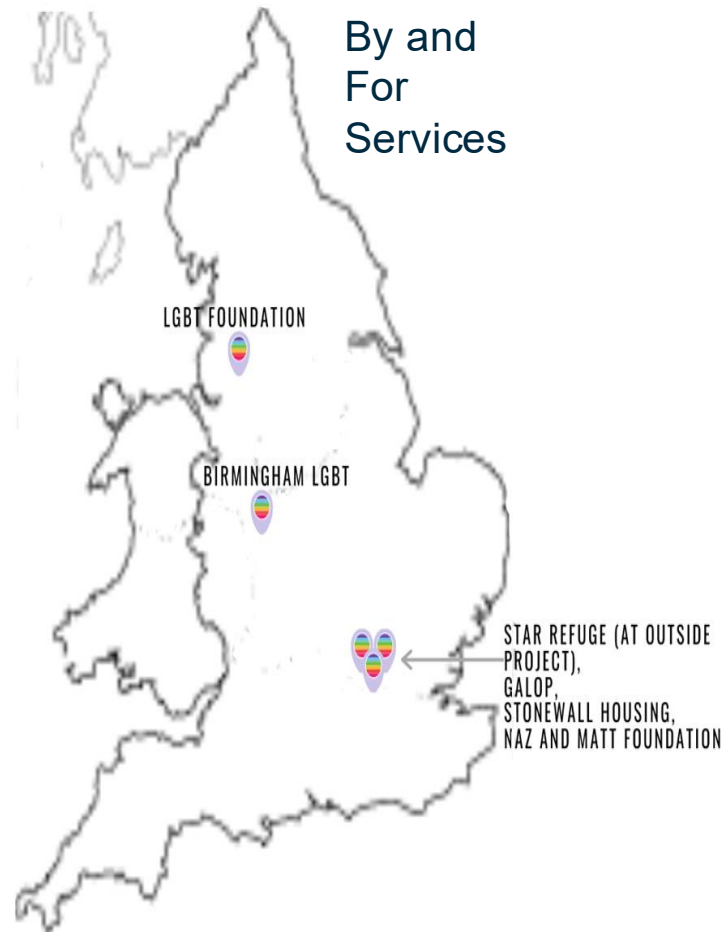 By and
For
Services
LGBT FOUNDATION
BIRMINGHAM LGBT
STAR REFUGE (AT OUTSIDE
PROJECT),
GALOP,
STONEWALL HOUSING,
NAZ AND MATT FOUNDATION